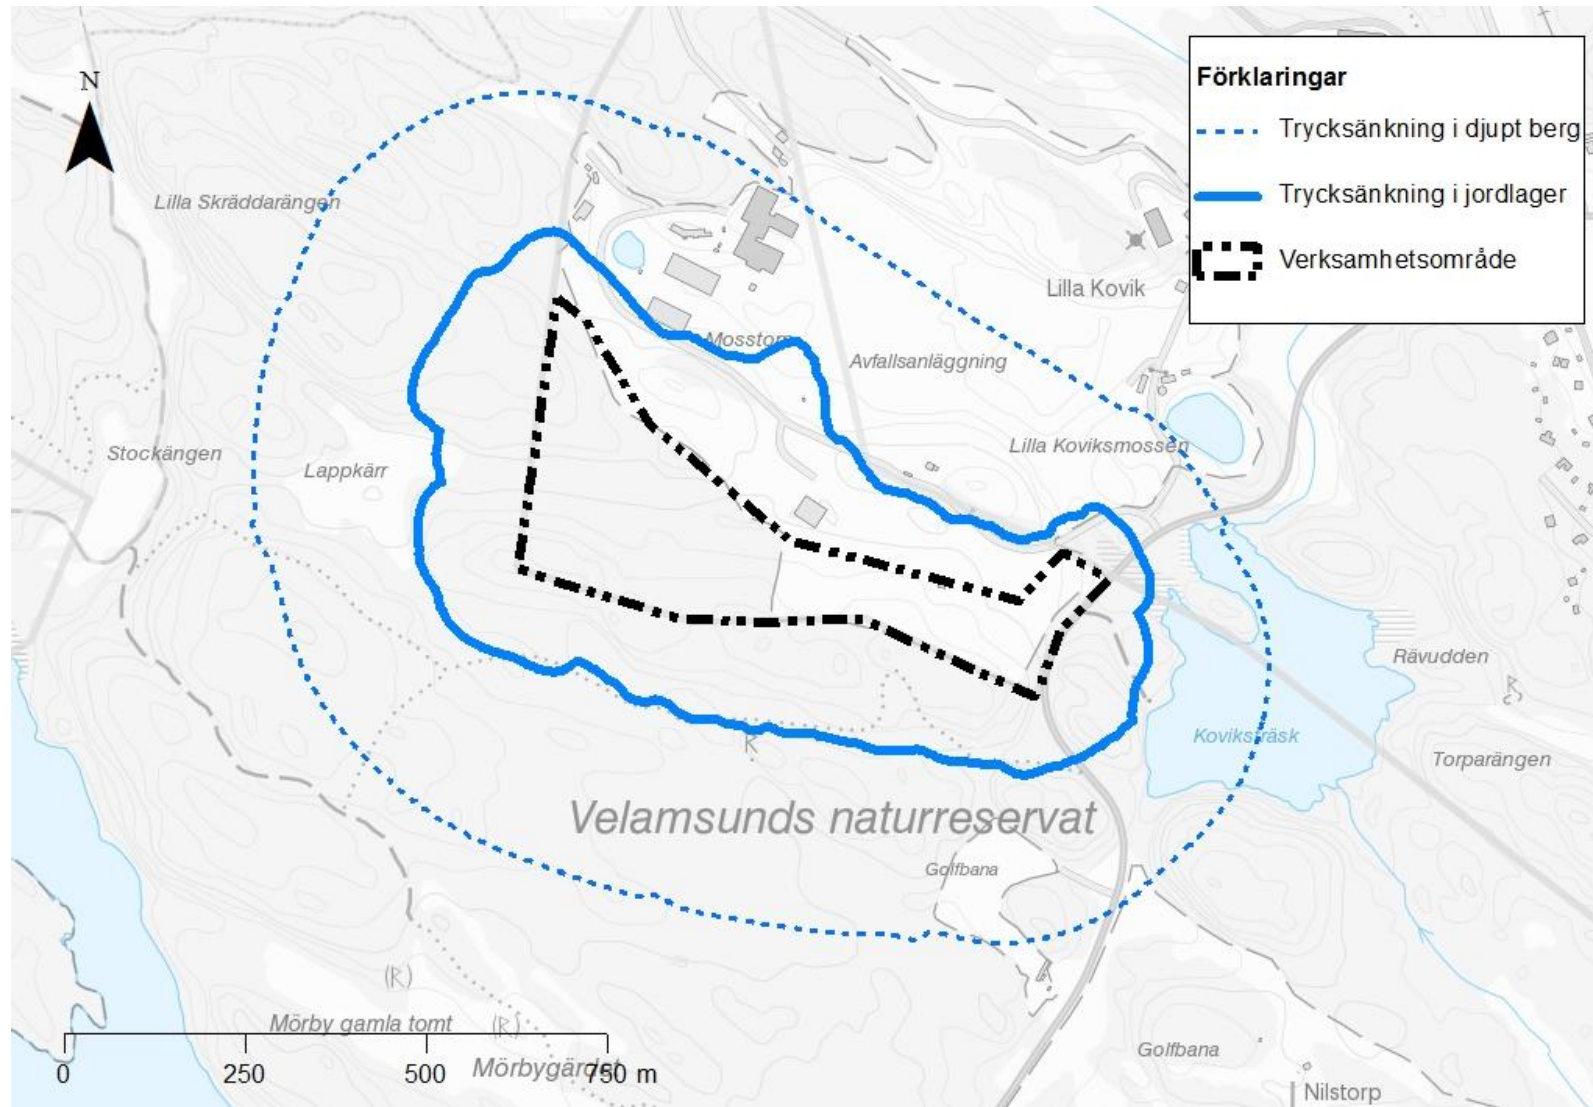 N
Förklaringar
Trycksänkning i djupt berg
Trycksänkning i jordlager
Verksamhetsområde
Lilla Skräddarängen
Lilla Kovik
Mosstorp
Avfallsanläggning
Lilla Koviksmossen
Stockängen
Lappkärr
Rävudden
R
Koviksträsk
R
Torparängen
Velamsunds naturreservat
Golfbana
(R)
Mörby gamla tomt
(R)
Golfbana
Mörbygärdet
0 250 500 750 m
Nilstorp